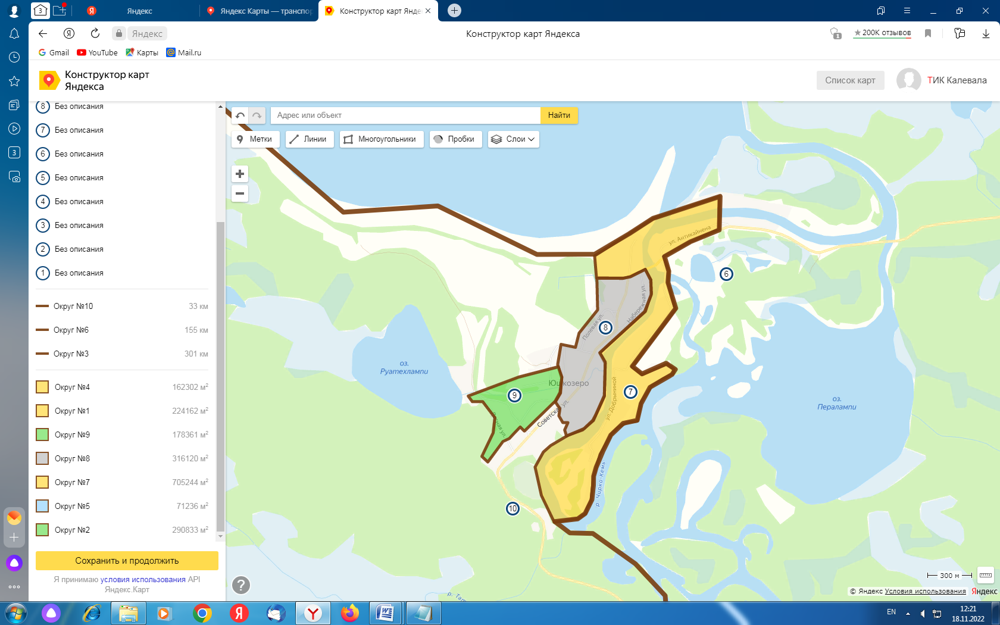 3
Яндекс
Яндекс Карты — транспор
Конструктор карт Янде
Яндекс
Конструктор карт Яндекса
1
200K отзывов
Gmail
YouTube
Карты
Mail.ru
Конструктор карт
Яндекса
Список карт
ТИК Калевала
3
8 Без описания
7 Без описания
6 Без описания
5 Без описания
4 Без описания
3 Без описания
2 Без описания
1 Без описания
Округ №10 33 км
Округ №6 155 км
Округ №3 301 км
Округ №4 162302 м²
Округ №1 224162 м²
Округ №9 178361 м²
Округ №8 316120 м²
Округ №7 705244 м²
Округ №5 71236 м²
Округ №2 290833 м²
Сохранить и продолжить
Я принимаю условия использования API
Яндекс.Карт
Адрес или объект
Найти
Метки
Линии
Многоугольники
Пробки
Слои
ул. Антикайнена
6
Набережная ул.
Полевая ул.
8
оз.
Руатехлампи
Юшкозеро
9
7
ул. Добрыниной
Советская ул.
оз.
Пералампи
р. Чирко-Кемь
10
300 м
?
© Яндекс Условия использования
Яндекс
EN
12:21
18.11.2022